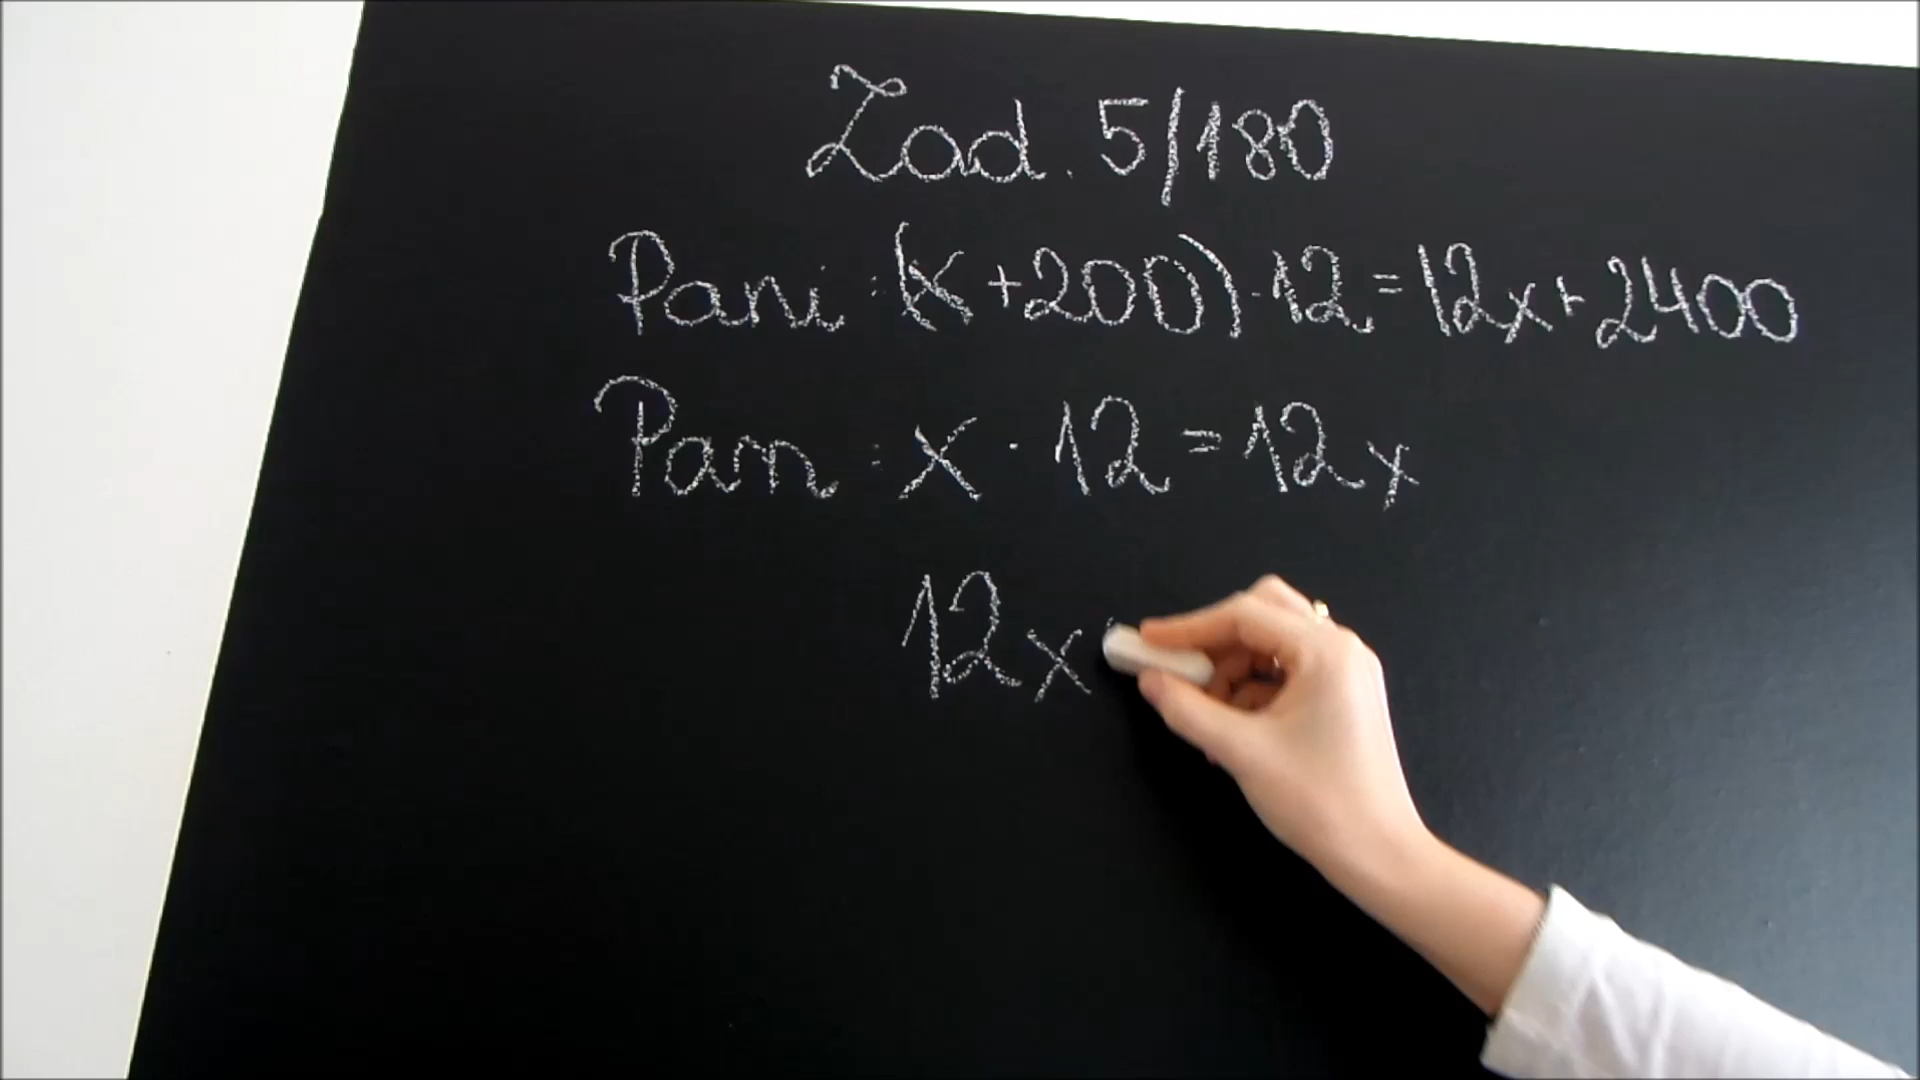 Zad. 5/180
Pani : (x + 200) · 12 = 12x + 2400
Pan : x · 12 = 12x
12x